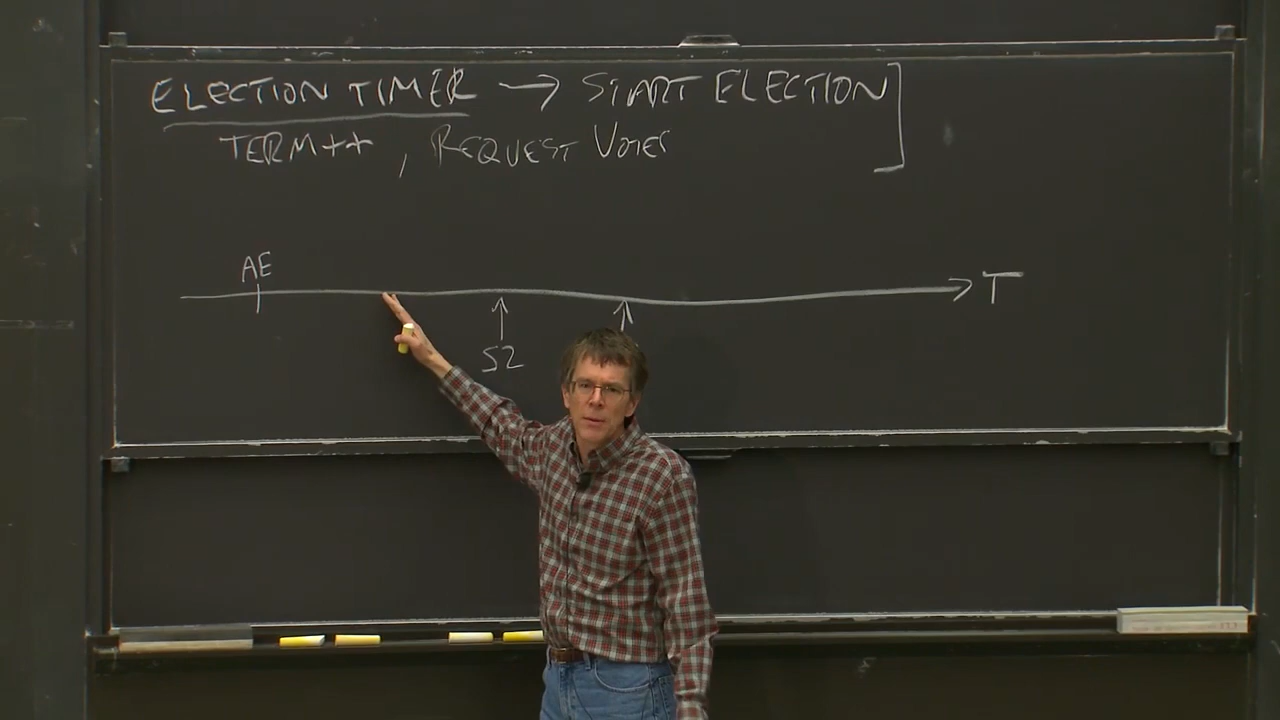 ELECTION TIMER → START ELECTION
TERM++, REQUEST VOTES
AE
T
S2